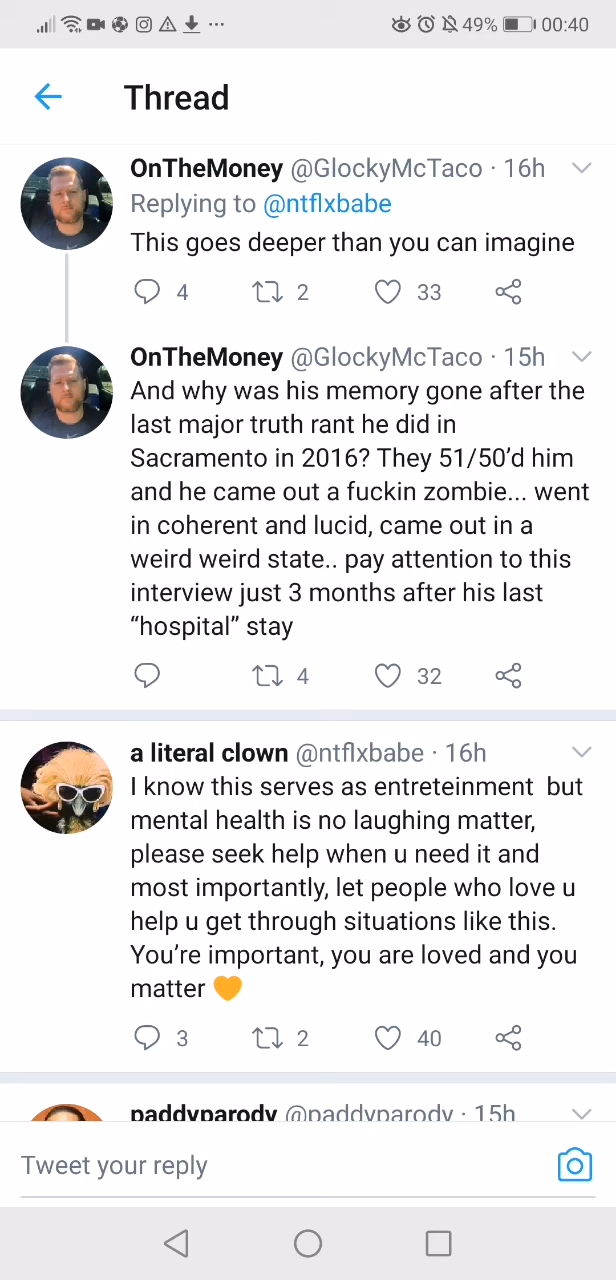 49% 00:40
Thread
OnTheMoney @GlockyMcTaco · 16h
Replying to @ntflxbabe
This goes deeper than you can imagine
4 2 33
OnTheMoney @GlockyMcTaco · 15h
And why was his memory gone after the
last major truth rant he did in
Sacramento in 2016? They 51/50’d him
and he came out a fuckin zombie... went
in coherent and lucid, came out in a
weird weird state.. pay attention to this
interview just 3 months after his last
“hospital” stay
4 32
a literal clown @ntflxbabe · 16h
I know this serves as entreteinment but
mental health is no laughing matter,
please seek help when u need it and
most importantly, let people who love u
help u get through situations like this.
You’re important, you are loved and you
matter 🧡
3 2 40
paddyparody @paddyparody · 15h
Tweet your reply